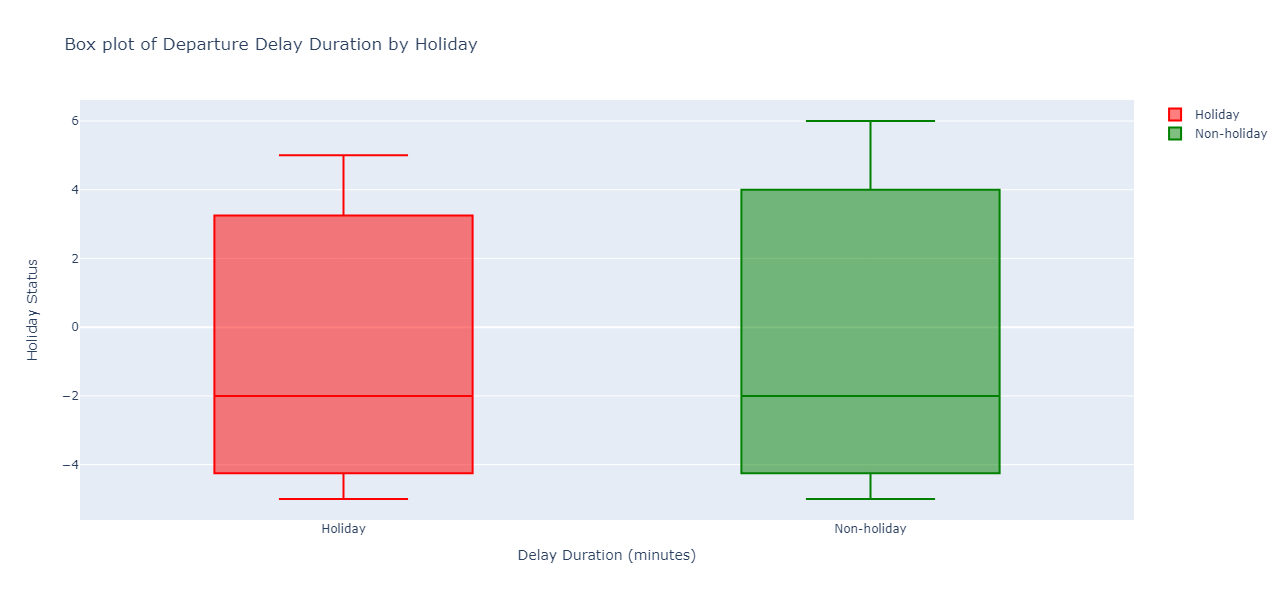 Box plot of Departure Delay Duration by Holiday
Holiday
Non-holiday
6
4
2
0
−2
−4
Holiday Status
Holiday
Non-holiday
Delay Duration (minutes)